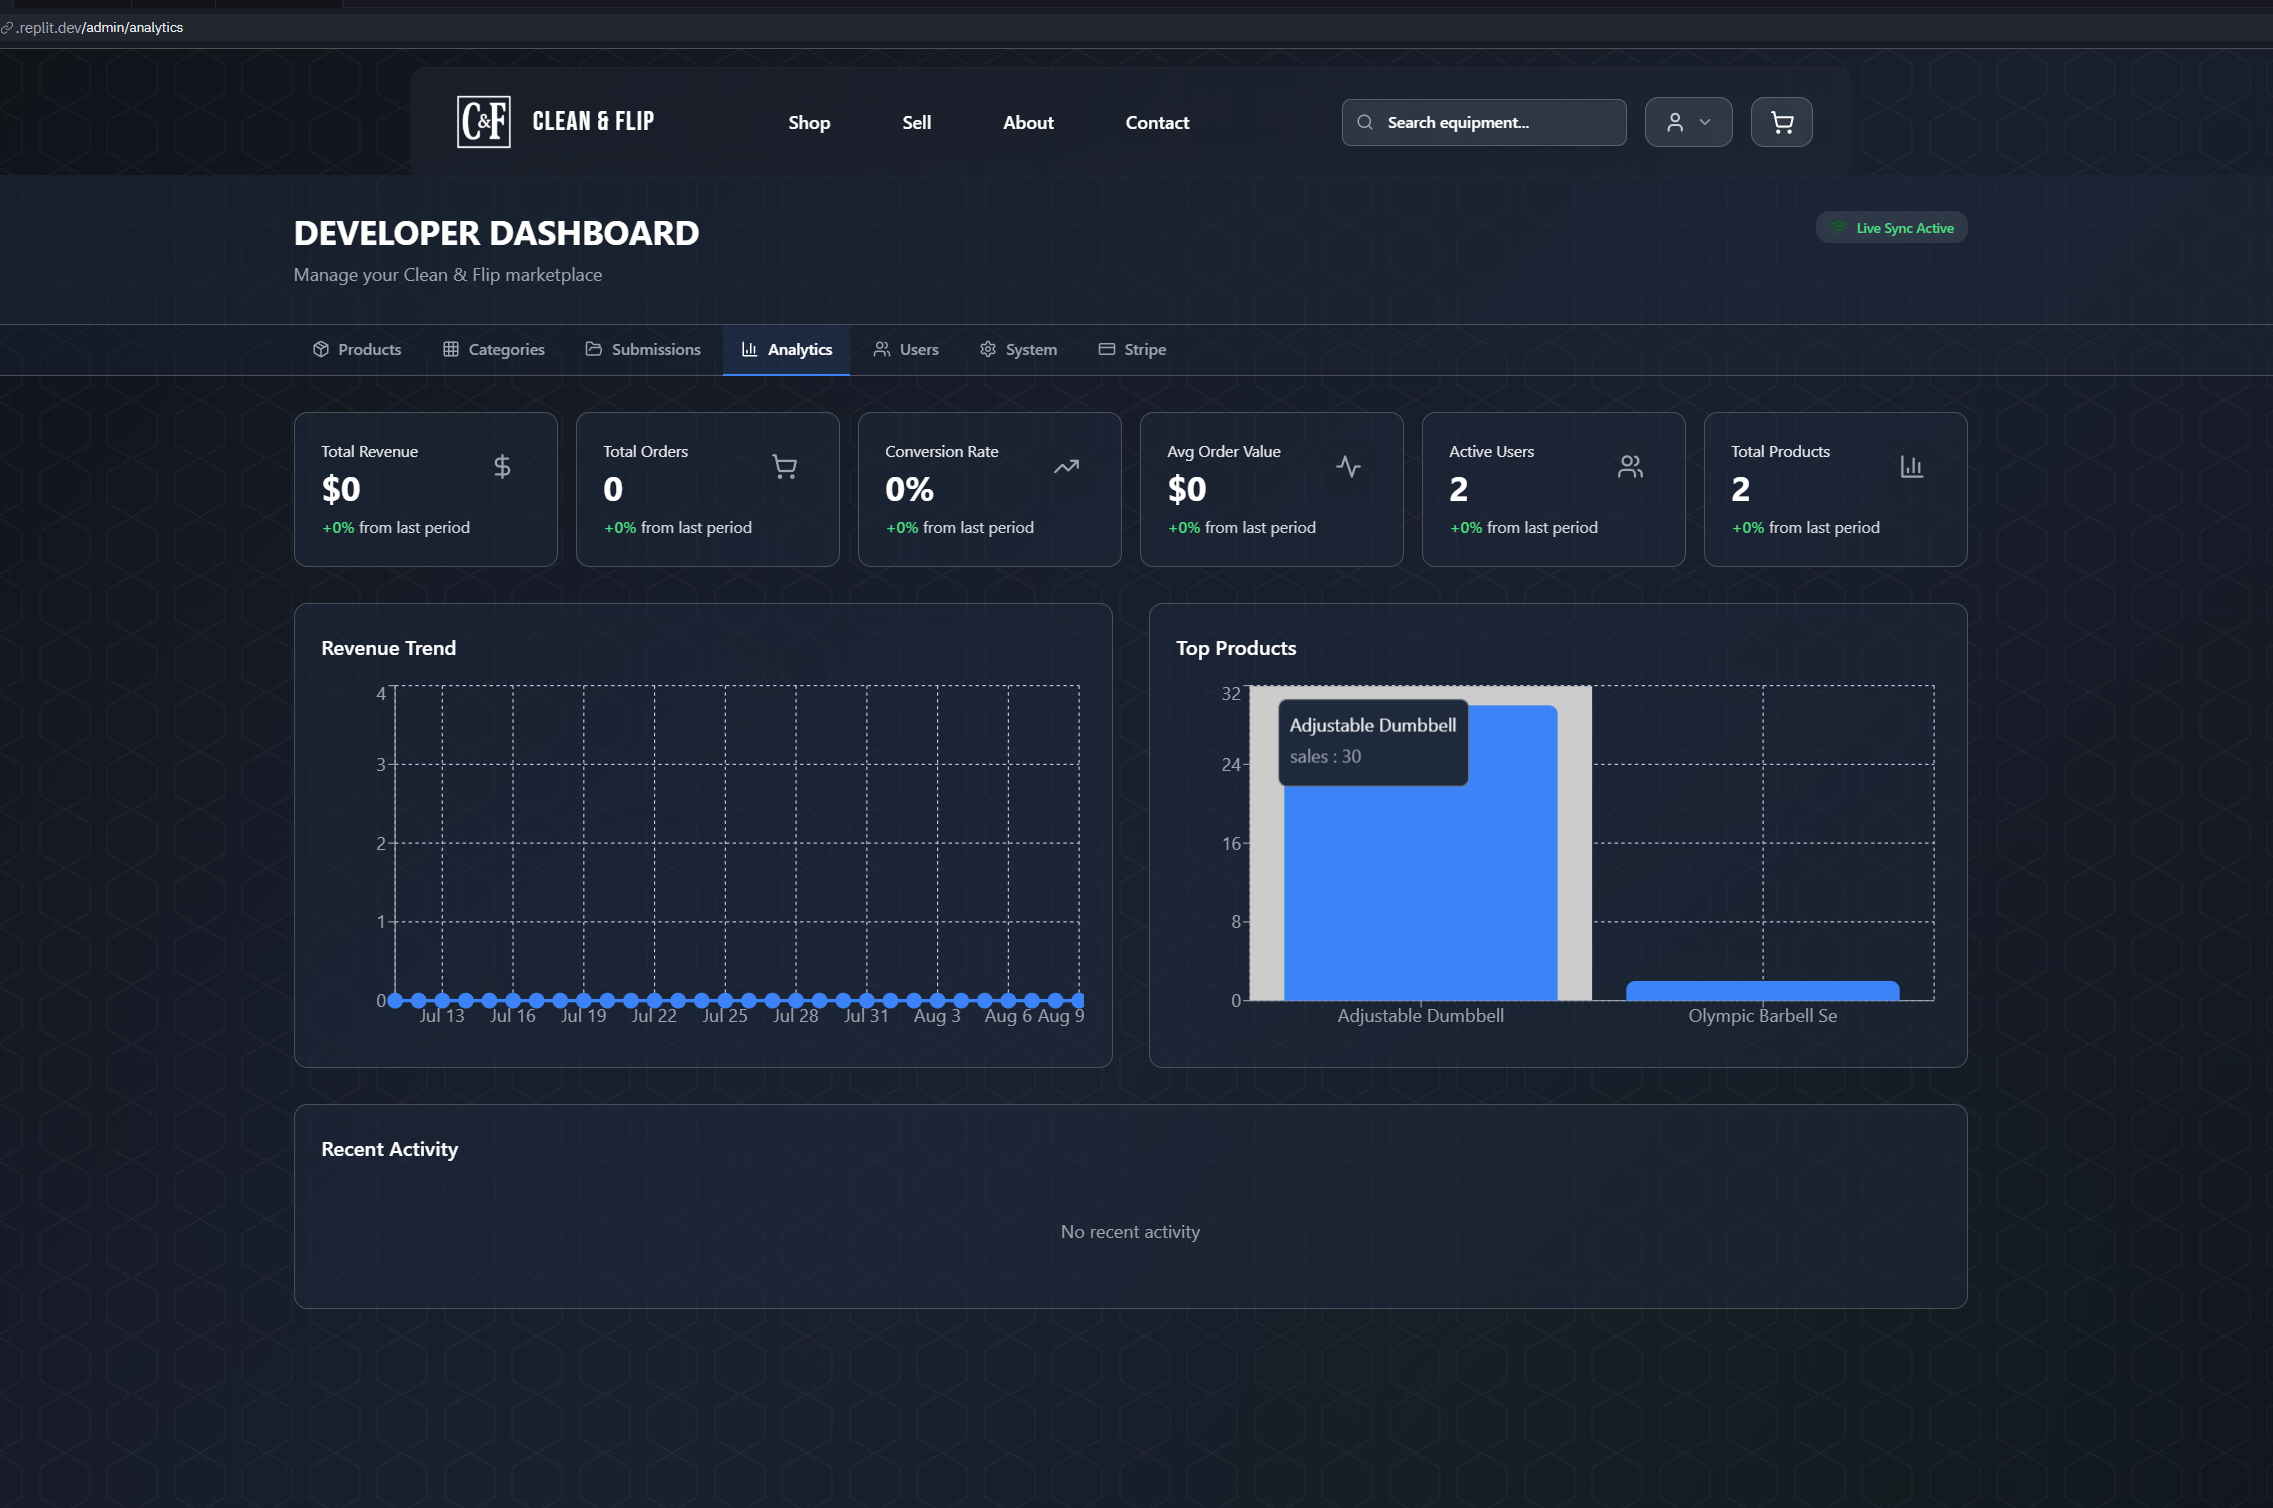 .replit.dev/admin/analytics
C&F
CLEAN & FLIP
Shop
Sell
About
Contact
Search equipment...
DEVELOPER DASHBOARD
Live Sync Active
Manage your Clean & Flip marketplace
Products
Categories
Submissions
Analytics
Users
System
Stripe
Total Revenue
$0
+0% from last period
Total Orders
0
+0% from last period
Conversion Rate
0%
+0% from last period
Avg Order Value
$0
+0% from last period
Active Users
2
+0% from last period
Total Products
2
+0% from last period
Revenue Trend
4
3
2
1
0
Jul 13 Jul 16 Jul 19 Jul 22 Jul 25 Jul 28 Jul 31 Aug 3 Aug 6 Aug 9
Top Products
32
24
16
8
0
Adjustable Dumbbell
sales : 30
Adjustable Dumbbell
Olympic Barbell Se
Recent Activity
No recent activity